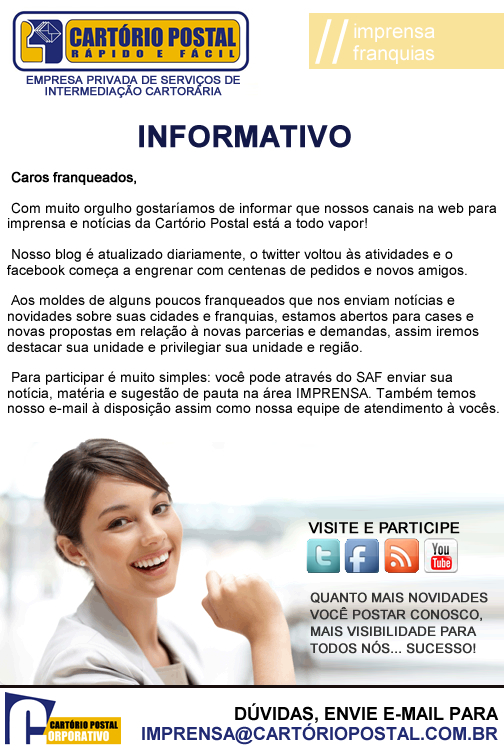 CARTÓRIO POSTAL
RÁPIDO E FÁCIL
EMPRESA PRIVADA DE SERVIÇOS DE
INTERMEDIAÇÃO CARTORÁRIA
// imprensa
franquias
INFORMATIVO
Caros franqueados,
Com muito orgulho gostaríamos de informar que nossos canais na web para
imprensa e notícias da Cartório Postal está a todo vapor!
Nosso blog é atualizado diariamente, o twitter voltou às atividades e o
facebook começa a engrenar com centenas de pedidos e novos amigos.
Aos moldes de alguns poucos franqueados que nos enviam notícias e
novidades sobre suas cidades e franquias, estamos abertos para cases e
novas propostas em relação à novas parcerias e demandas, assim iremos
destacar sua unidade e privilegiar sua unidade e região.
Para participar é muito simples: você pode através do SAF enviar sua
notícia, matéria e sugestão de pauta na área IMPRENSA. Também temos
nosso e-mail à disposição assim como nossa equipe de atendimento à vocês.
VISITE E PARTICIPE
You
Tube
QUANTO MAIS NOVIDADES
VOCÊ POSTAR CONOSCO,
MAIS VISIBILIDADE PARA
TODOS NÓS... SUCESSO!
CARTÓRIO POSTAL
CORPORATIVO
DÚVIDAS, ENVIE E-MAIL PARA
IMPRENSA@CARTÓRIOPOSTAL.COM.BR